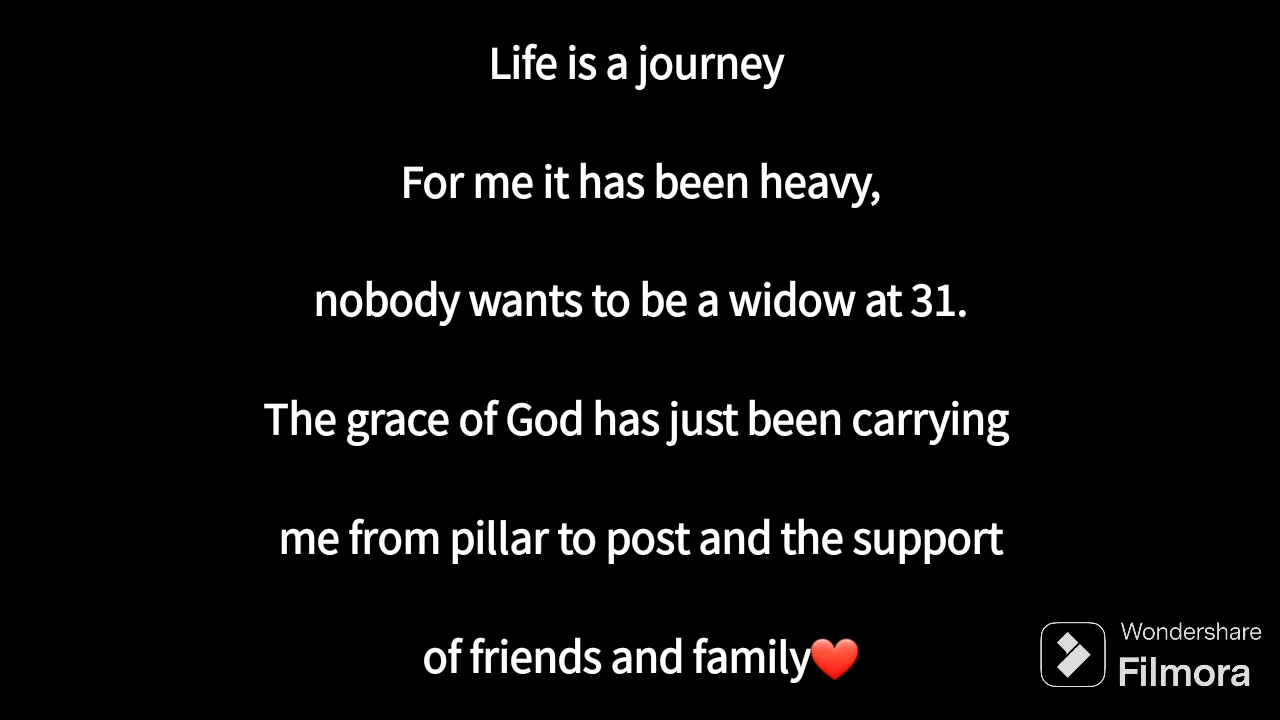 Life is a journey
For me it has been heavy,
nobody wants to be a widow at 31.
The grace of God has just been carrying
me from pillar to post and the support
of friends and family❤️
Wondershare
Filmora